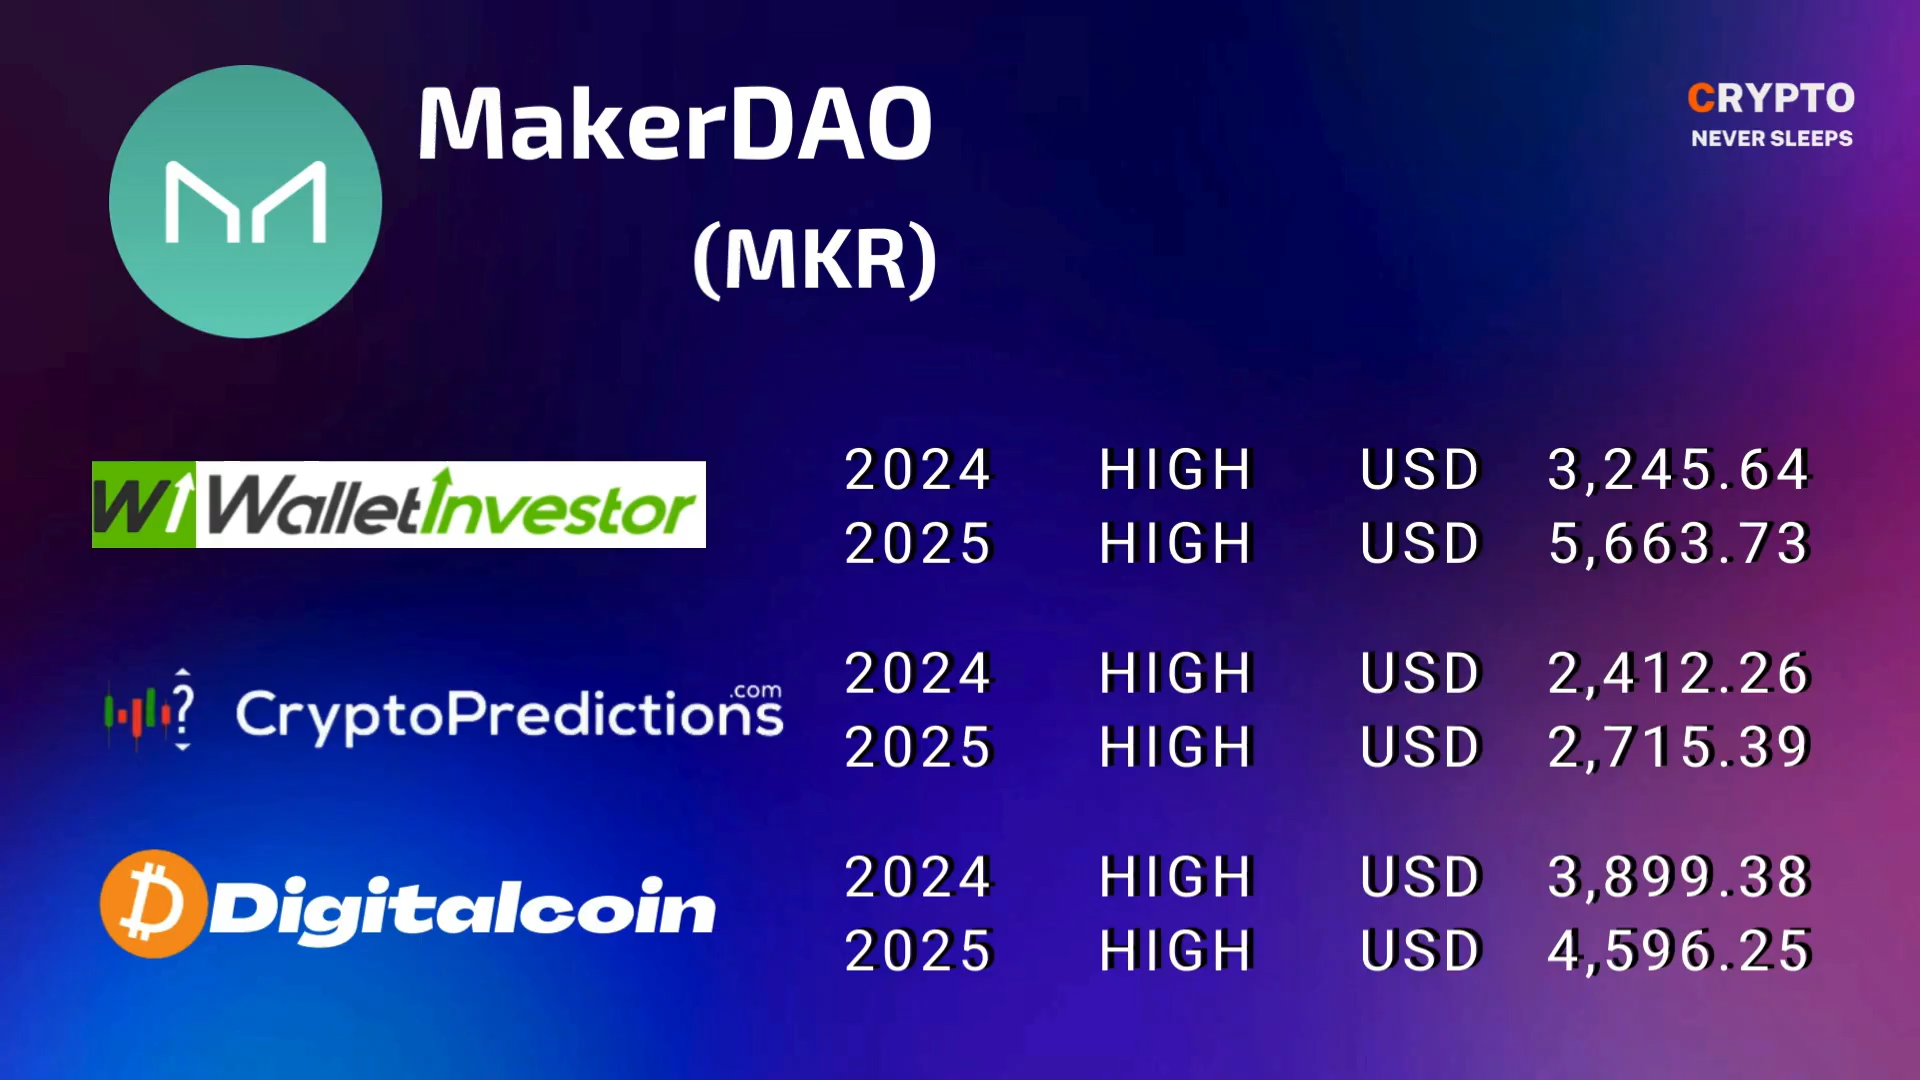 MakerDAO
(MKR)
CRYPTO
NEVER SLEEPS
W1 WalletInvestor
2024 HIGH USD 3,245.64
2025 HIGH USD 5,663.73
? CryptoPredictions.com
2024 HIGH USD 2,412.26
2025 HIGH USD 2,715.39
Digitalcoin
2024 HIGH USD 3,899.38
2025 HIGH USD 4,596.25